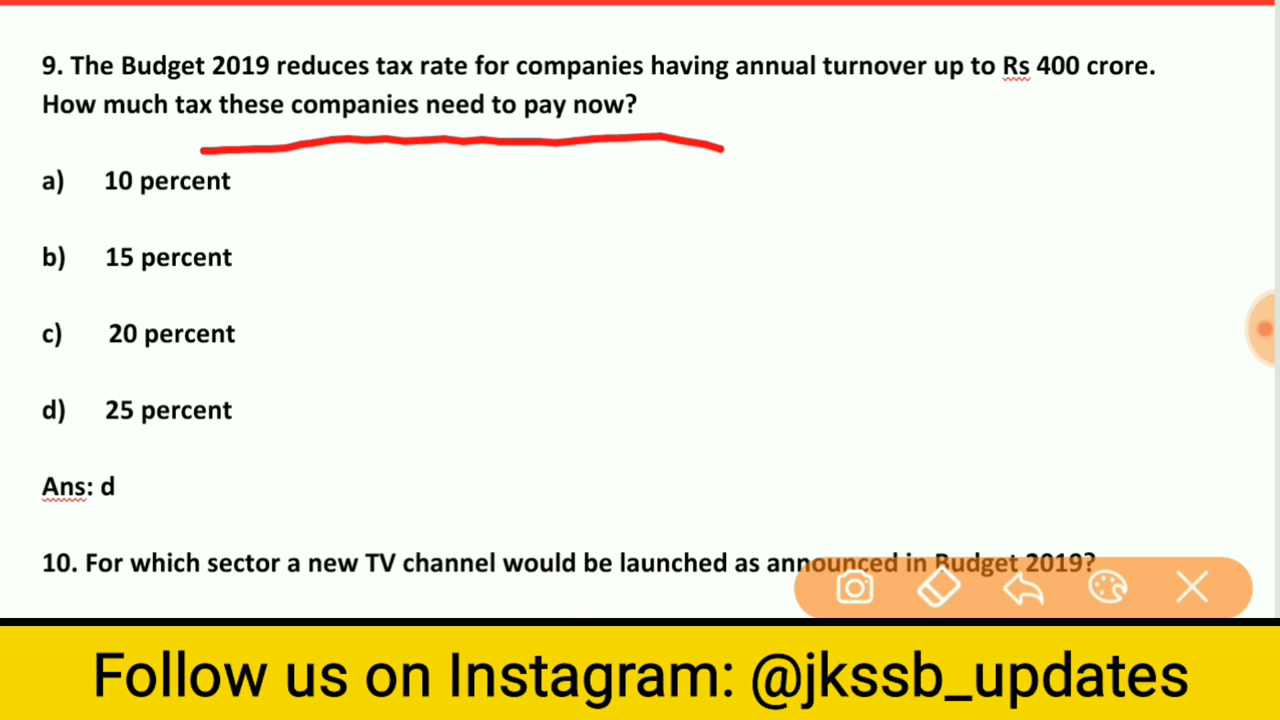 9. The Budget 2019 reduces tax rate for companies having annual turnover up to Rs 400 crore.
How much tax these companies need to pay now?
a) 10 percent
b) 15 percent
c) 20 percent
d) 25 percent
Ans: d
10. For which sector a new TV channel would be launched as announced in Budget 2019?
Follow us on Instagram: @jkssb_updates